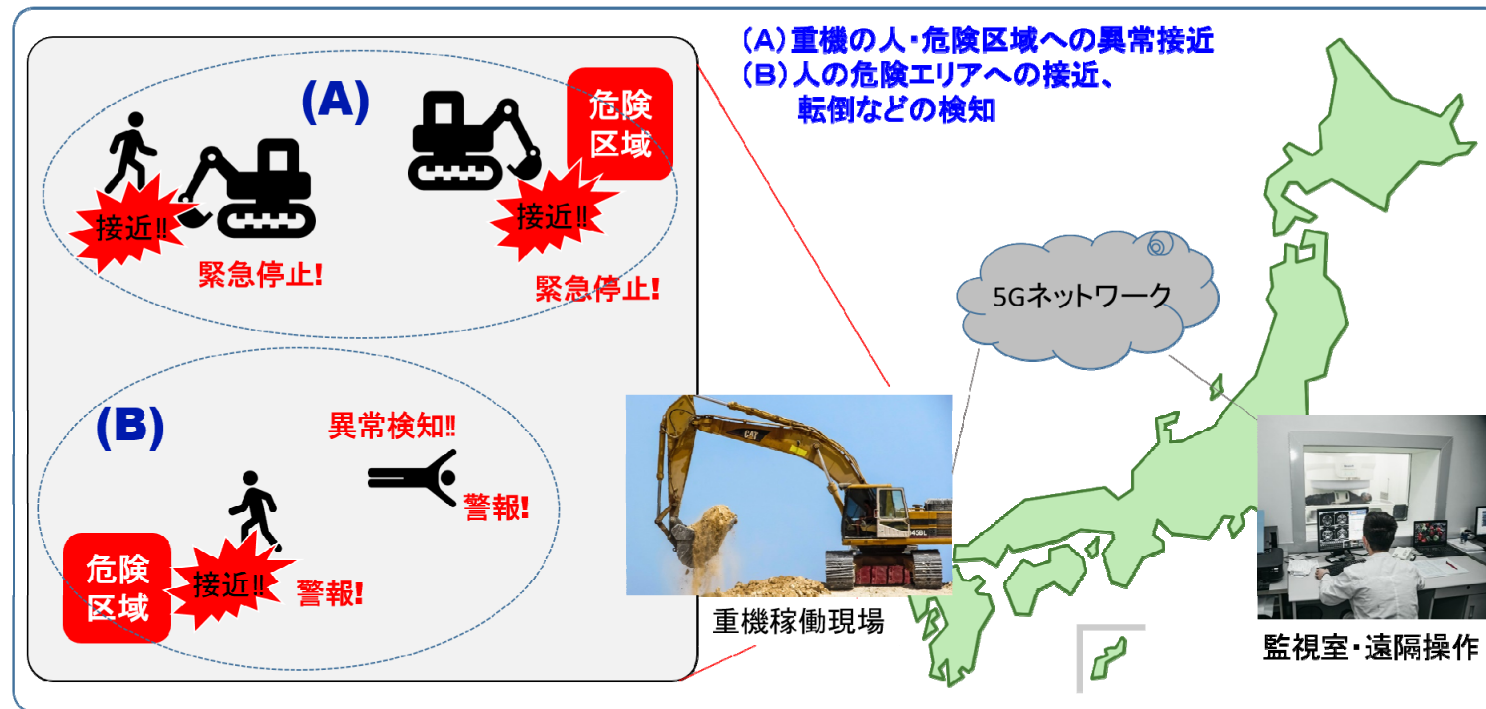 (A)重機の人・危険区域への異常接近
(B)人の危険エリアへの接近、
転倒などの検知
(A)
危険
区域
接近!!
接近!!
緊急停止!
緊急停止!
5Gネットワーク
(B)
異常検知!!
警報!
危険
区域
接近!!
警報!
CAT
重機稼働現場
監視室・遠隔操作